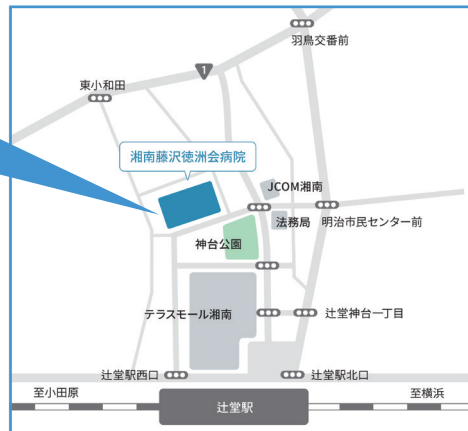 羽鳥交番前
1
東小和田
湘南藤沢徳洲会病院
JCOM湘南
法務局
明治市民センター前
神台公園
テラスモール湘南
辻堂神台一丁目
辻堂駅西口
辻堂駅北口
至小田原
至横浜
辻堂駅